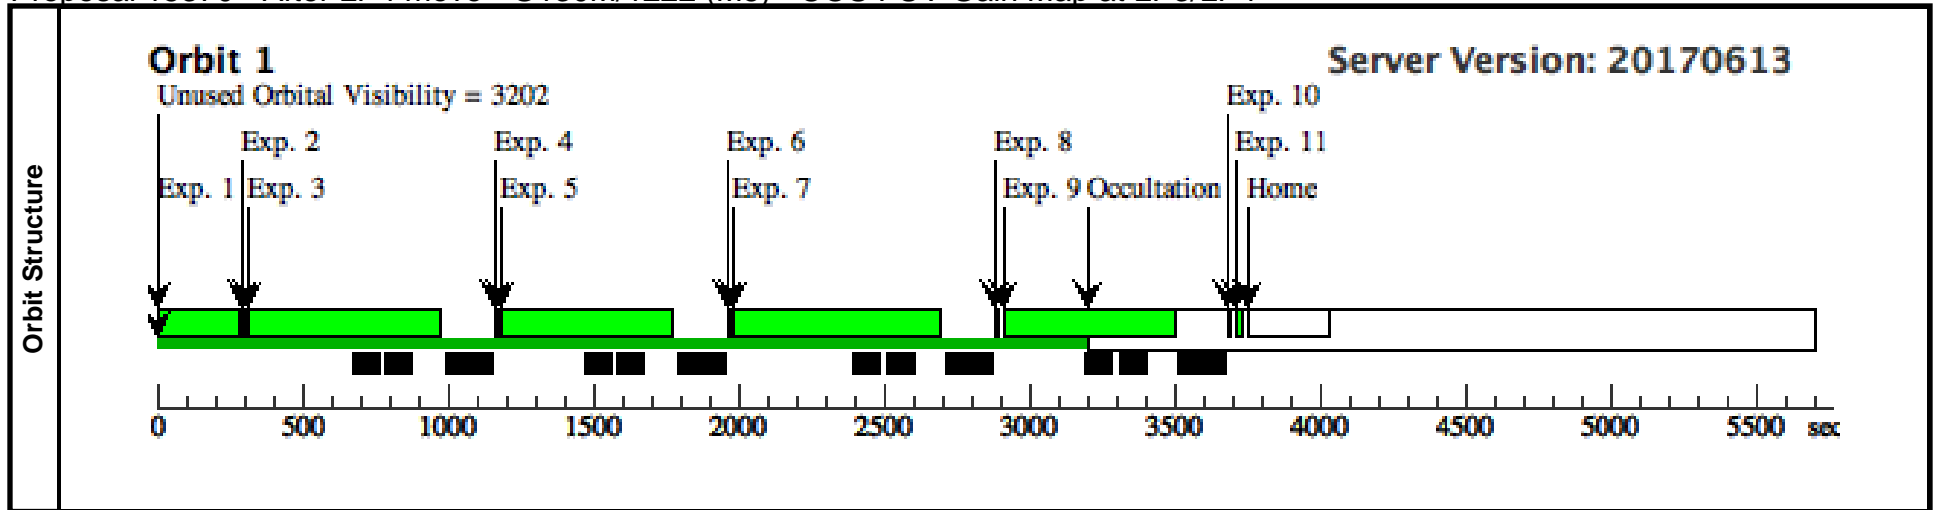 Orbit 1
Server Version: 20170613
Unused Orbital Visibility = 3202
Exp. 10
Exp. 2
Exp. 4
Exp. 6
Exp. 8
Exp. 11
Exp. 1
Exp. 3
Exp. 5
Exp. 7
Exp. 9
Occultation
Home
Orbit Structure
0
500
1000
1500
2000
2500
3000
3500
4000
4500
5000
5500
sec